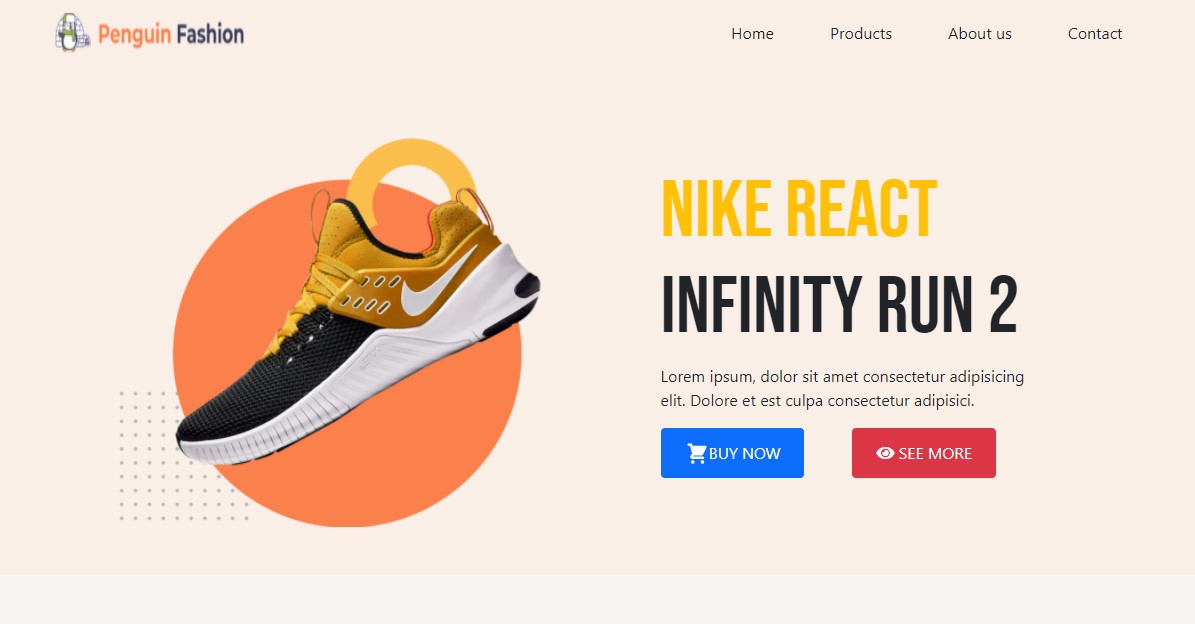 Penguin Fashion
Home Products About us Contact
NIKE REACT
INFINITY RUN 2
Lorem ipsum, dolor sit amet consectetur adipisicing
elit. Dolore et est culpa consectetur adipisici.
BUY NOW SEE MORE